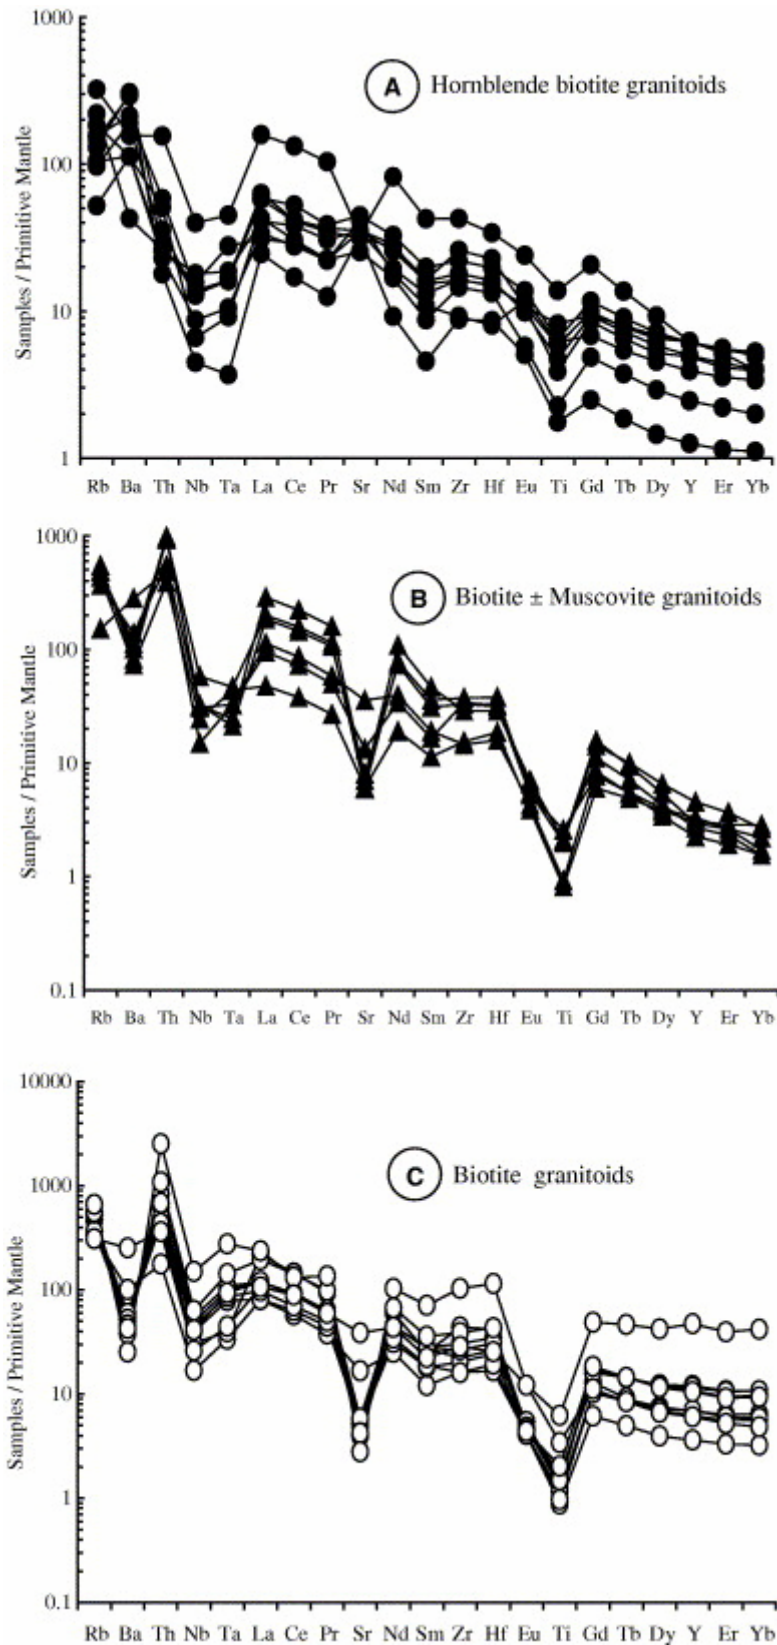 1000
A Hornblende biotite granitoids
100
10
1
Samples / Primitive Mantle
Rb Ba Th Nb Ta La Ce Pr Sr Nd Sm Zr Hf Eu Ti Gd Tb Dy Y Er Yb
1000
B Biotite ± Muscovite granitoids
100
10
1
0.1
Samples / Primitive Mantle
Rb Ba Th Nb Ta La Ce Pr Sr Nd Sm Zr Hf Eu Ti Gd Tb Dy Y Er Yb
10000
C Biotite granitoids
1000
100
10
1
0.1
Samples / Primitive Mantle
Rb Ba Th Nb Ta La Ce Pr Sr Nd Sm Zr Hf Eu Ti Gd Tb Dy Y Er Yb